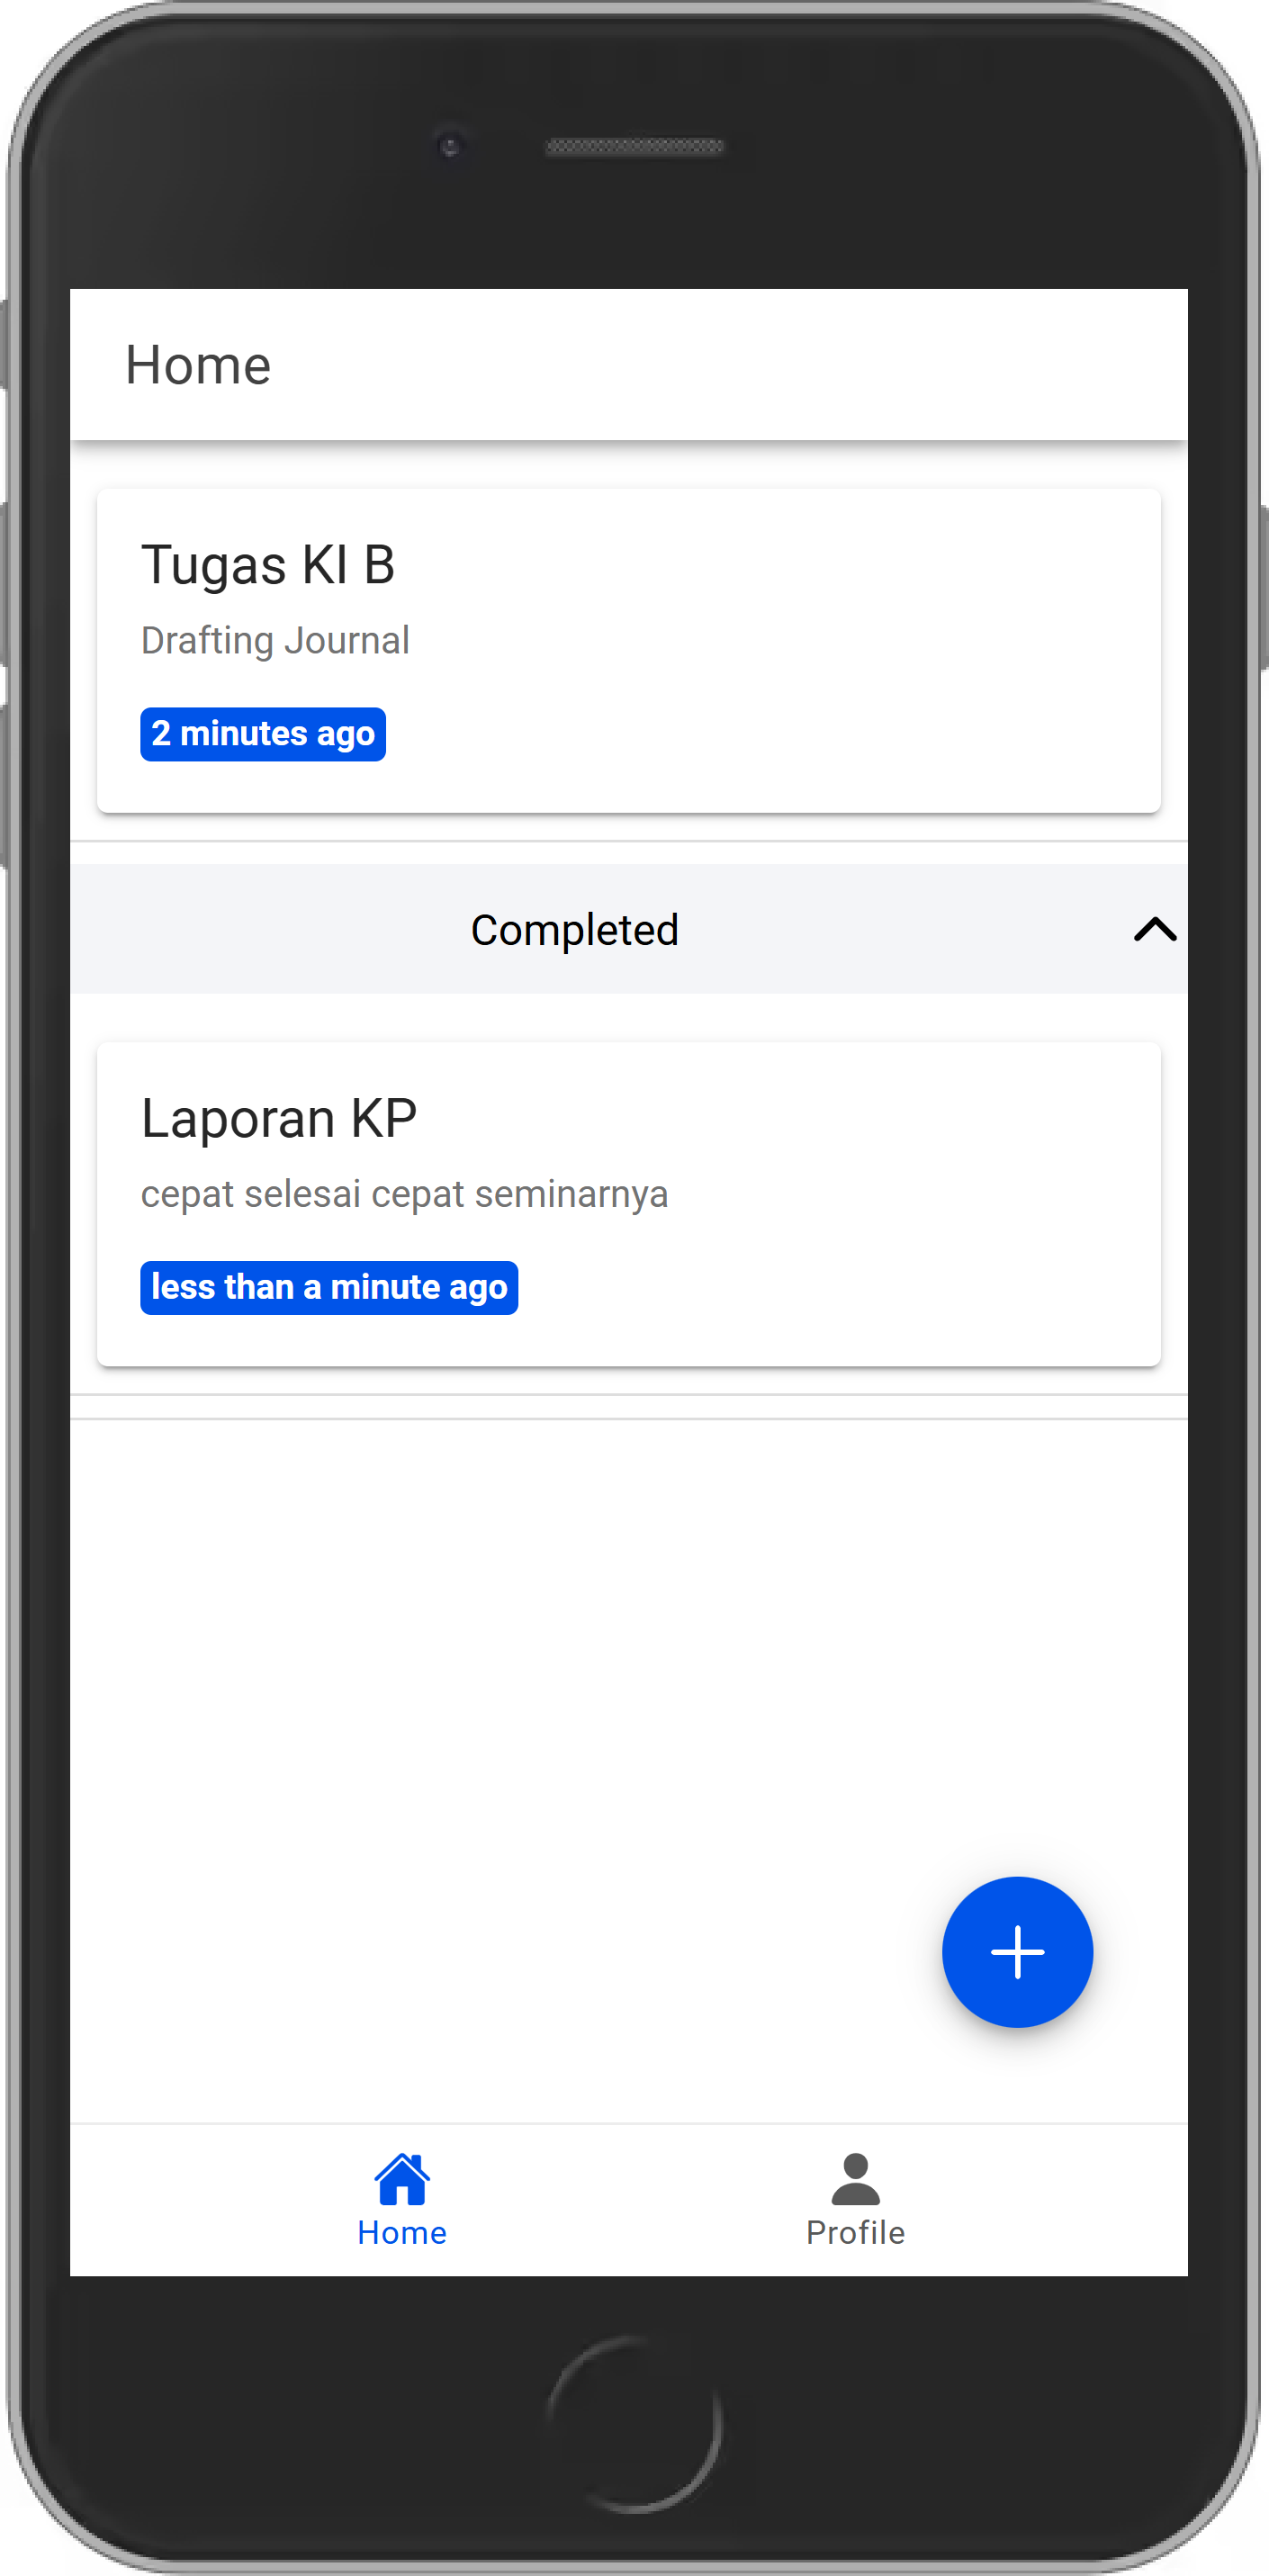 Home
Tugas KI B
Drafting Journal
2 minutes ago
Completed
Laporan KP
cepat selesai cepat seminarnya
less than a minute ago
Home
Profile